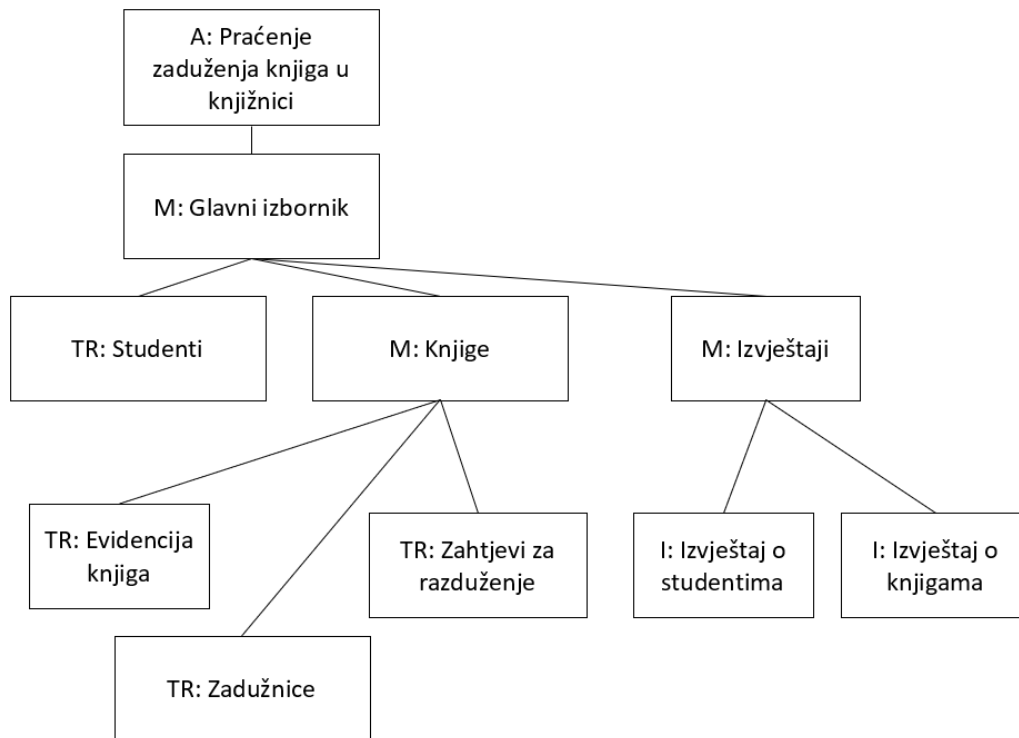 A: Praćenje
zaduženja knjiga u
knjižnici
M: Glavni izbornik
TR: Studenti
M: Knjige
M: Izvještaji
TR: Evidencija
knjiga
TR: Zahtjevi za
razduženje
I: Izvještaj o
studentima
I: Izvještaj o
knjigama
TR: Zadužnice